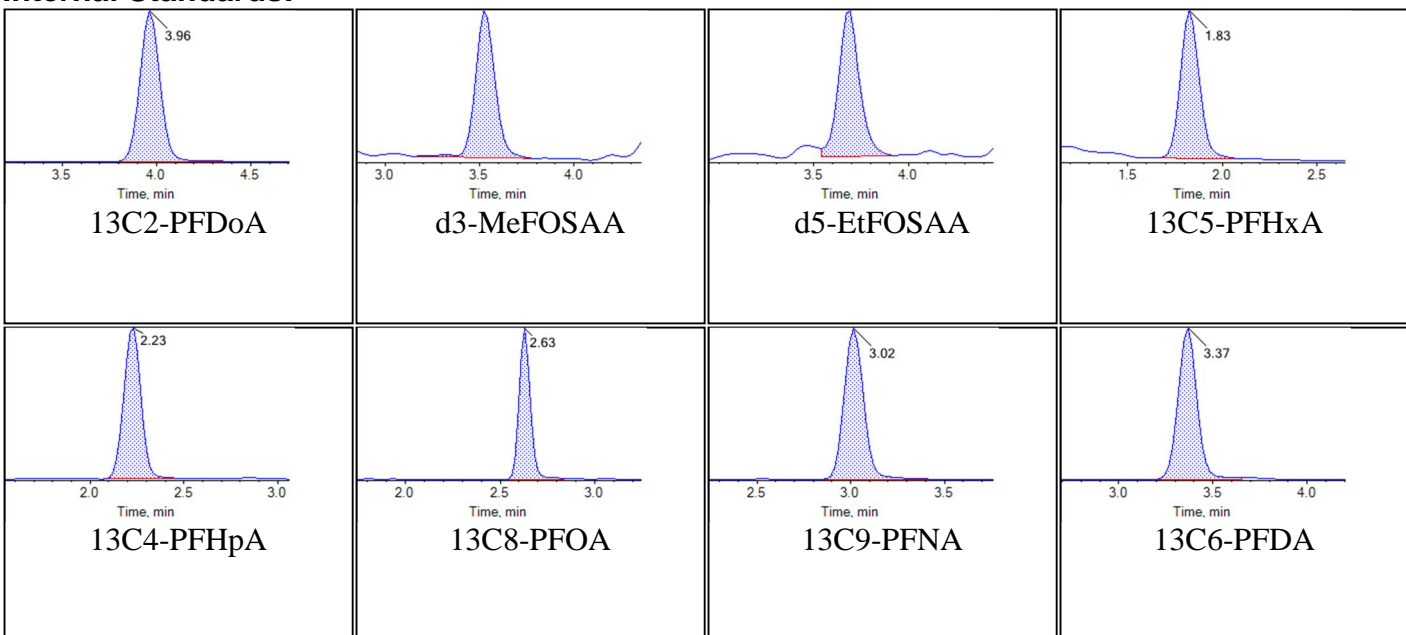 Internal Standards:
3.96
3.5 4.0 4.5
Time, min
13C2-PFDoA
3.0 3.5 4.0
Time, min
d3-MeFOSAA
3.5 4.0
Time, min
d5-EtFOSAA
1.83
1.5 2.0 2.5
Time, min
13C5-PFHxA
2.23
2.0 2.5 3.0
Time, min
13C4-PFHpA
2.63
2.0 2.5 3.0
Time, min
13C8-PFOA
3.02
2.5 3.0 3.5
Time, min
13C9-PFNA
3.37
3.0 3.5 4.0
Time, min
13C6-PFDA